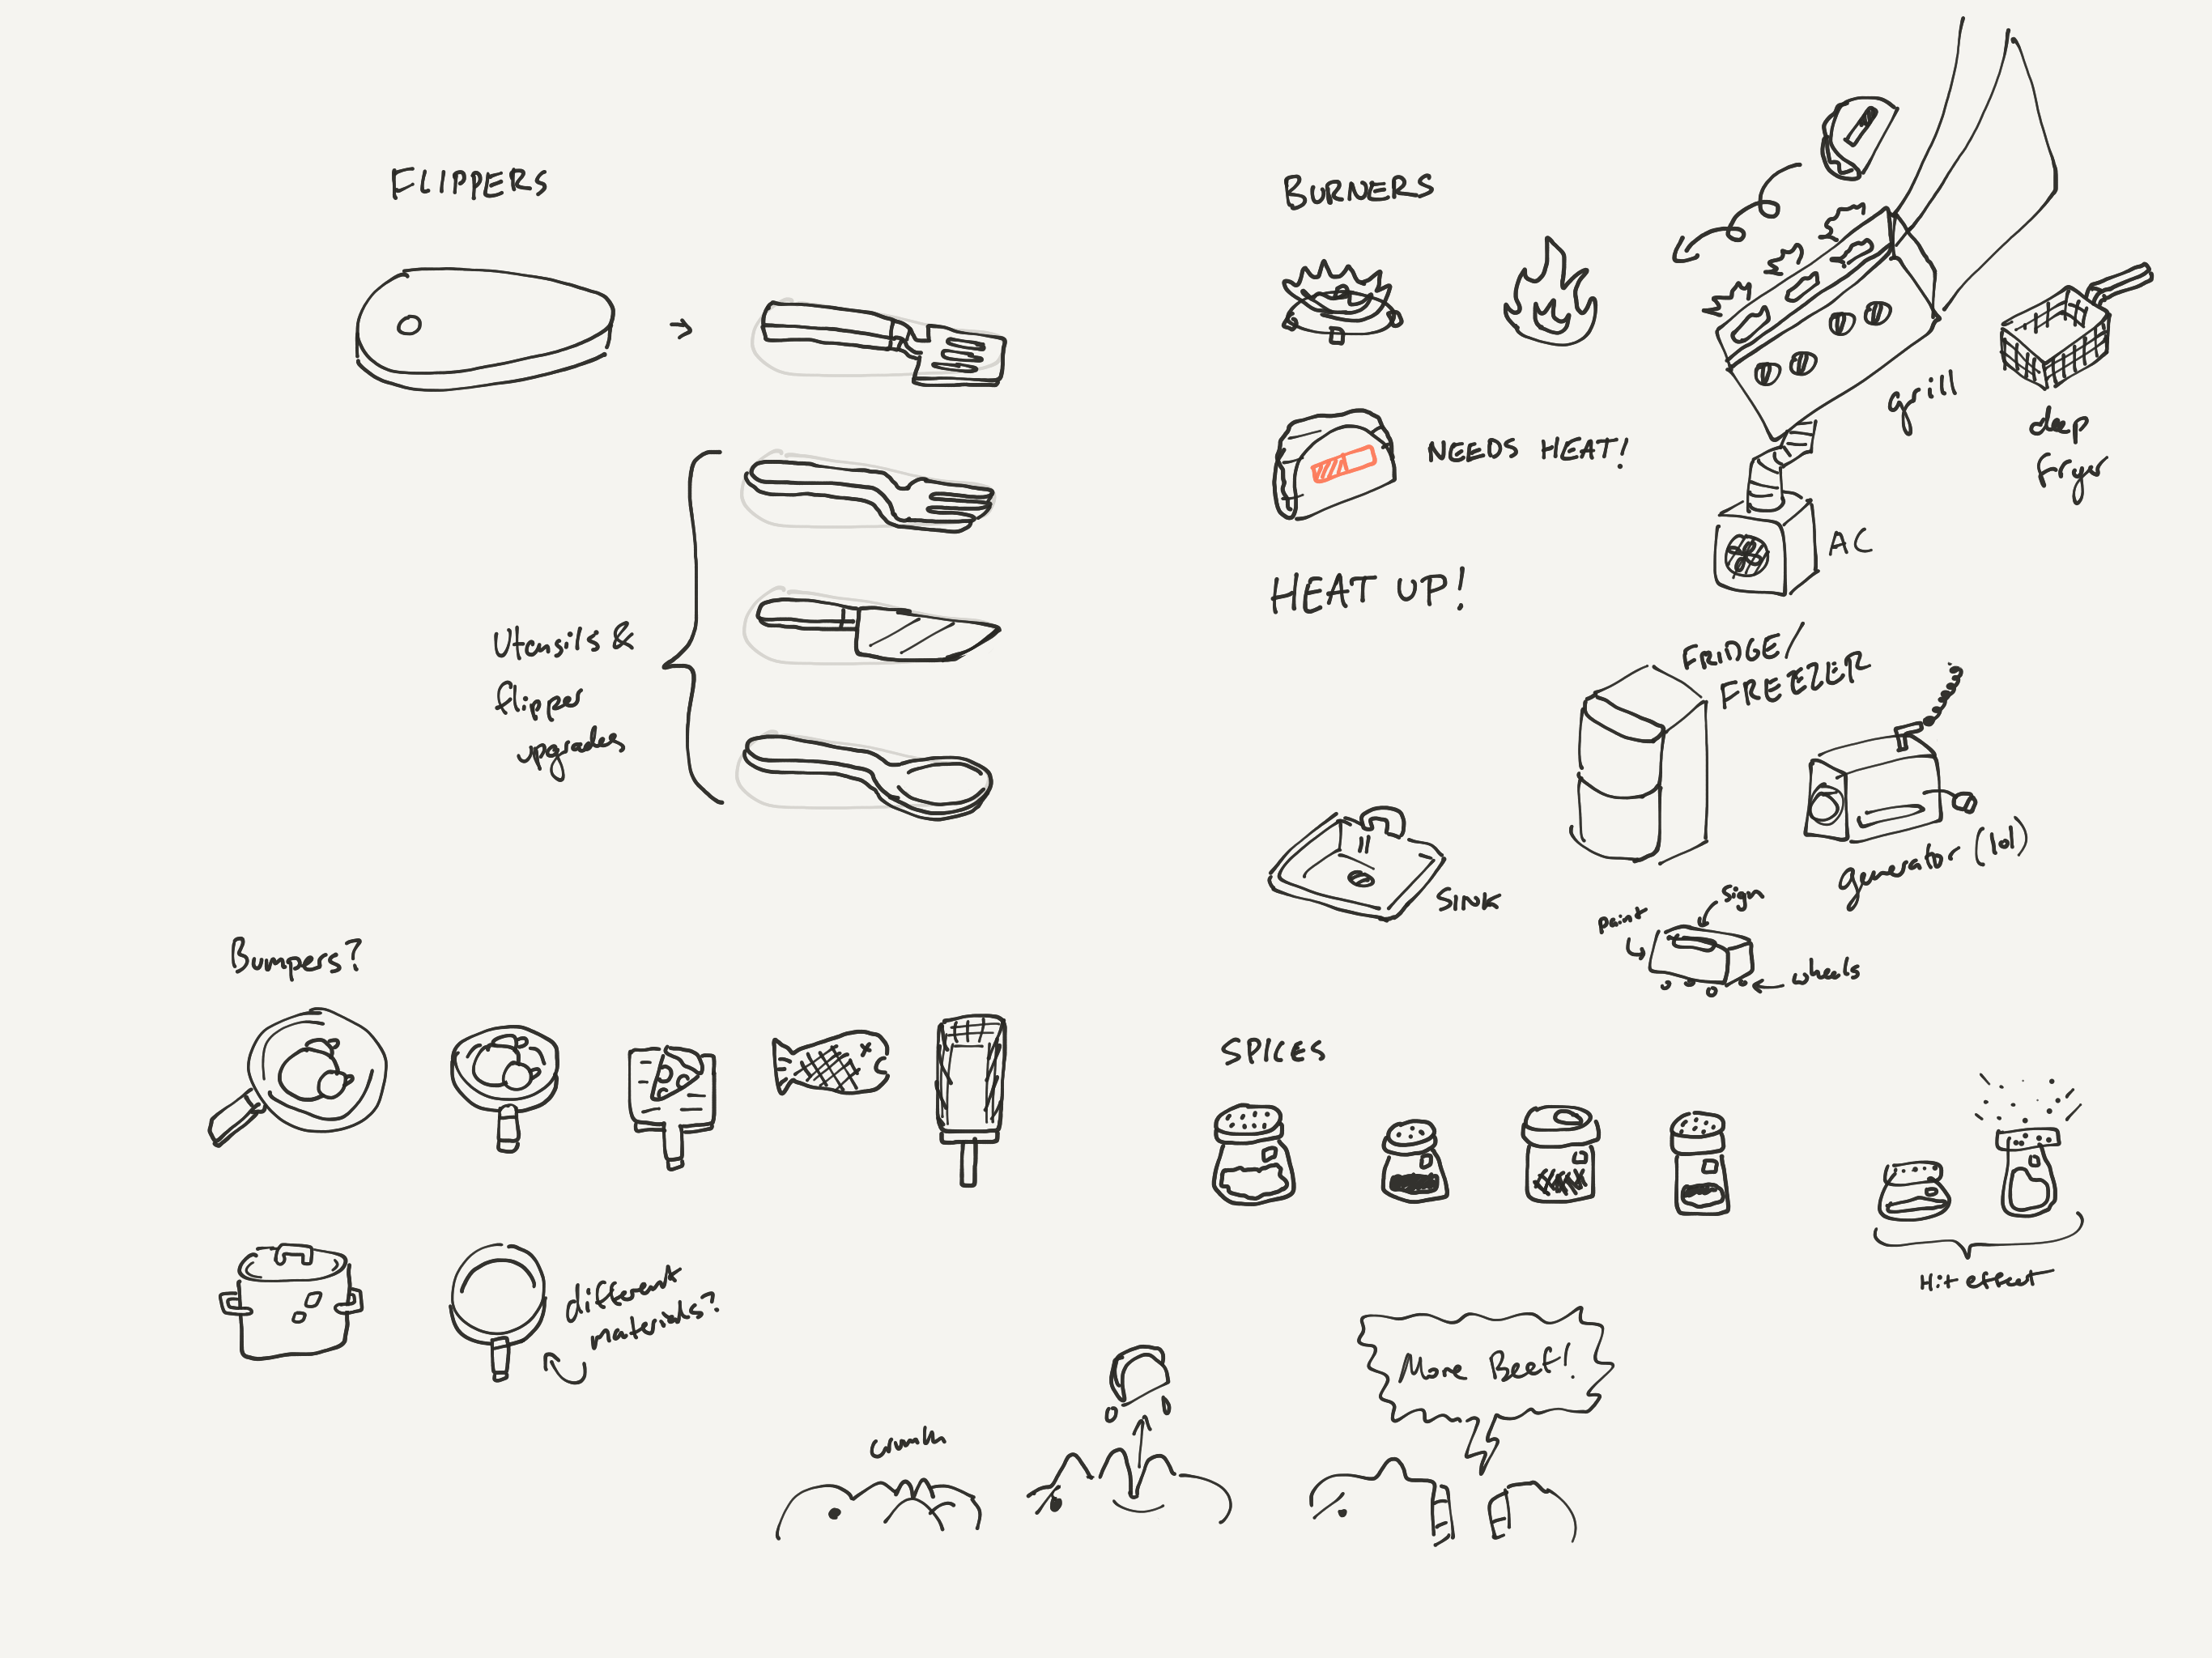 FLIPPERS
Utensils &
flipper
upgrades
BURNERS
NEEDS HEAT!
HEAT UP!
grill
deep
fryer
AC
FRIDGE/
FREEZER
generator (lol)
SINK
paint
sign
wheels
Bumpers?
different
materials?
SPICES
Hit effect
crunch
More Beef!